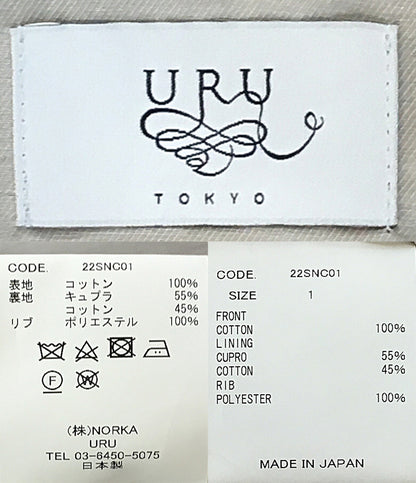 URU
TOKYO
CODE. 22SNC01
表地 コットン 100%
裏地 キュプラ 55%
コットン 45%
リブ ポリエステル 100%
F
W
(株)NORKA
URU
TEL 03-6450-5075
日本製
CODE. 22SNC01
SIZE 1
FRONT
COTTON 100%
LINING
CUPRO 55%
COTTON 45%
RIB
POLYESTER 100%
MADE IN JAPAN